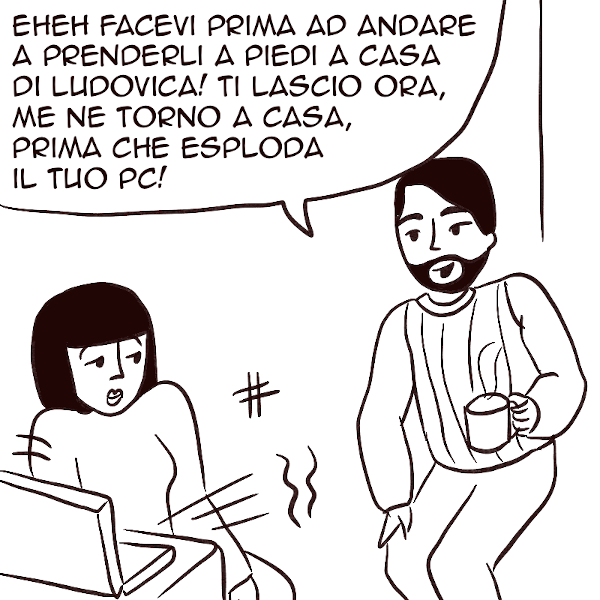 EHEH FACEVI PRIMA AD ANDARE
A PRENDERLI A PIEDI A CASA
DI LUDOVICA! TI LASCIO ORA,
ME NE TORNO A CASA,
PRIMA CHE ESPLODA
IL TUO PC!